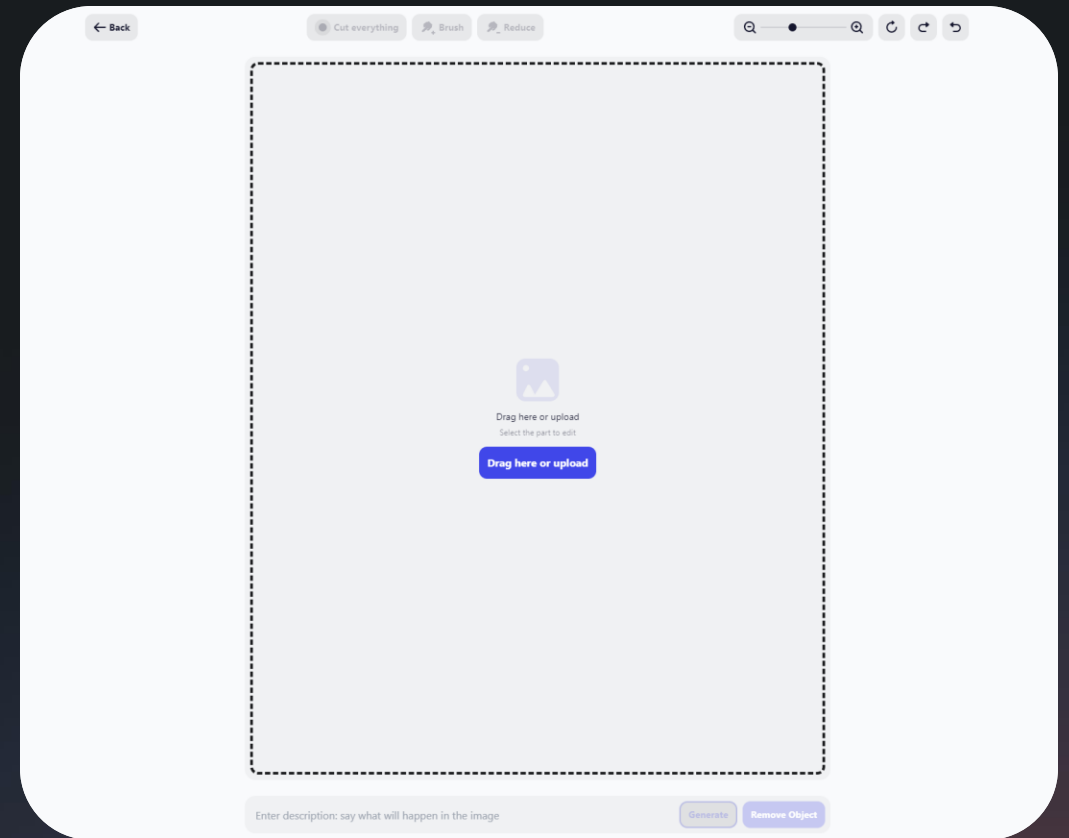 Back
Cut everything
Brush
Reduce
Drag here or upload
Select the part to edit
Drag here or upload
Enter description: say what will happen in the image
Generate
Remove Object